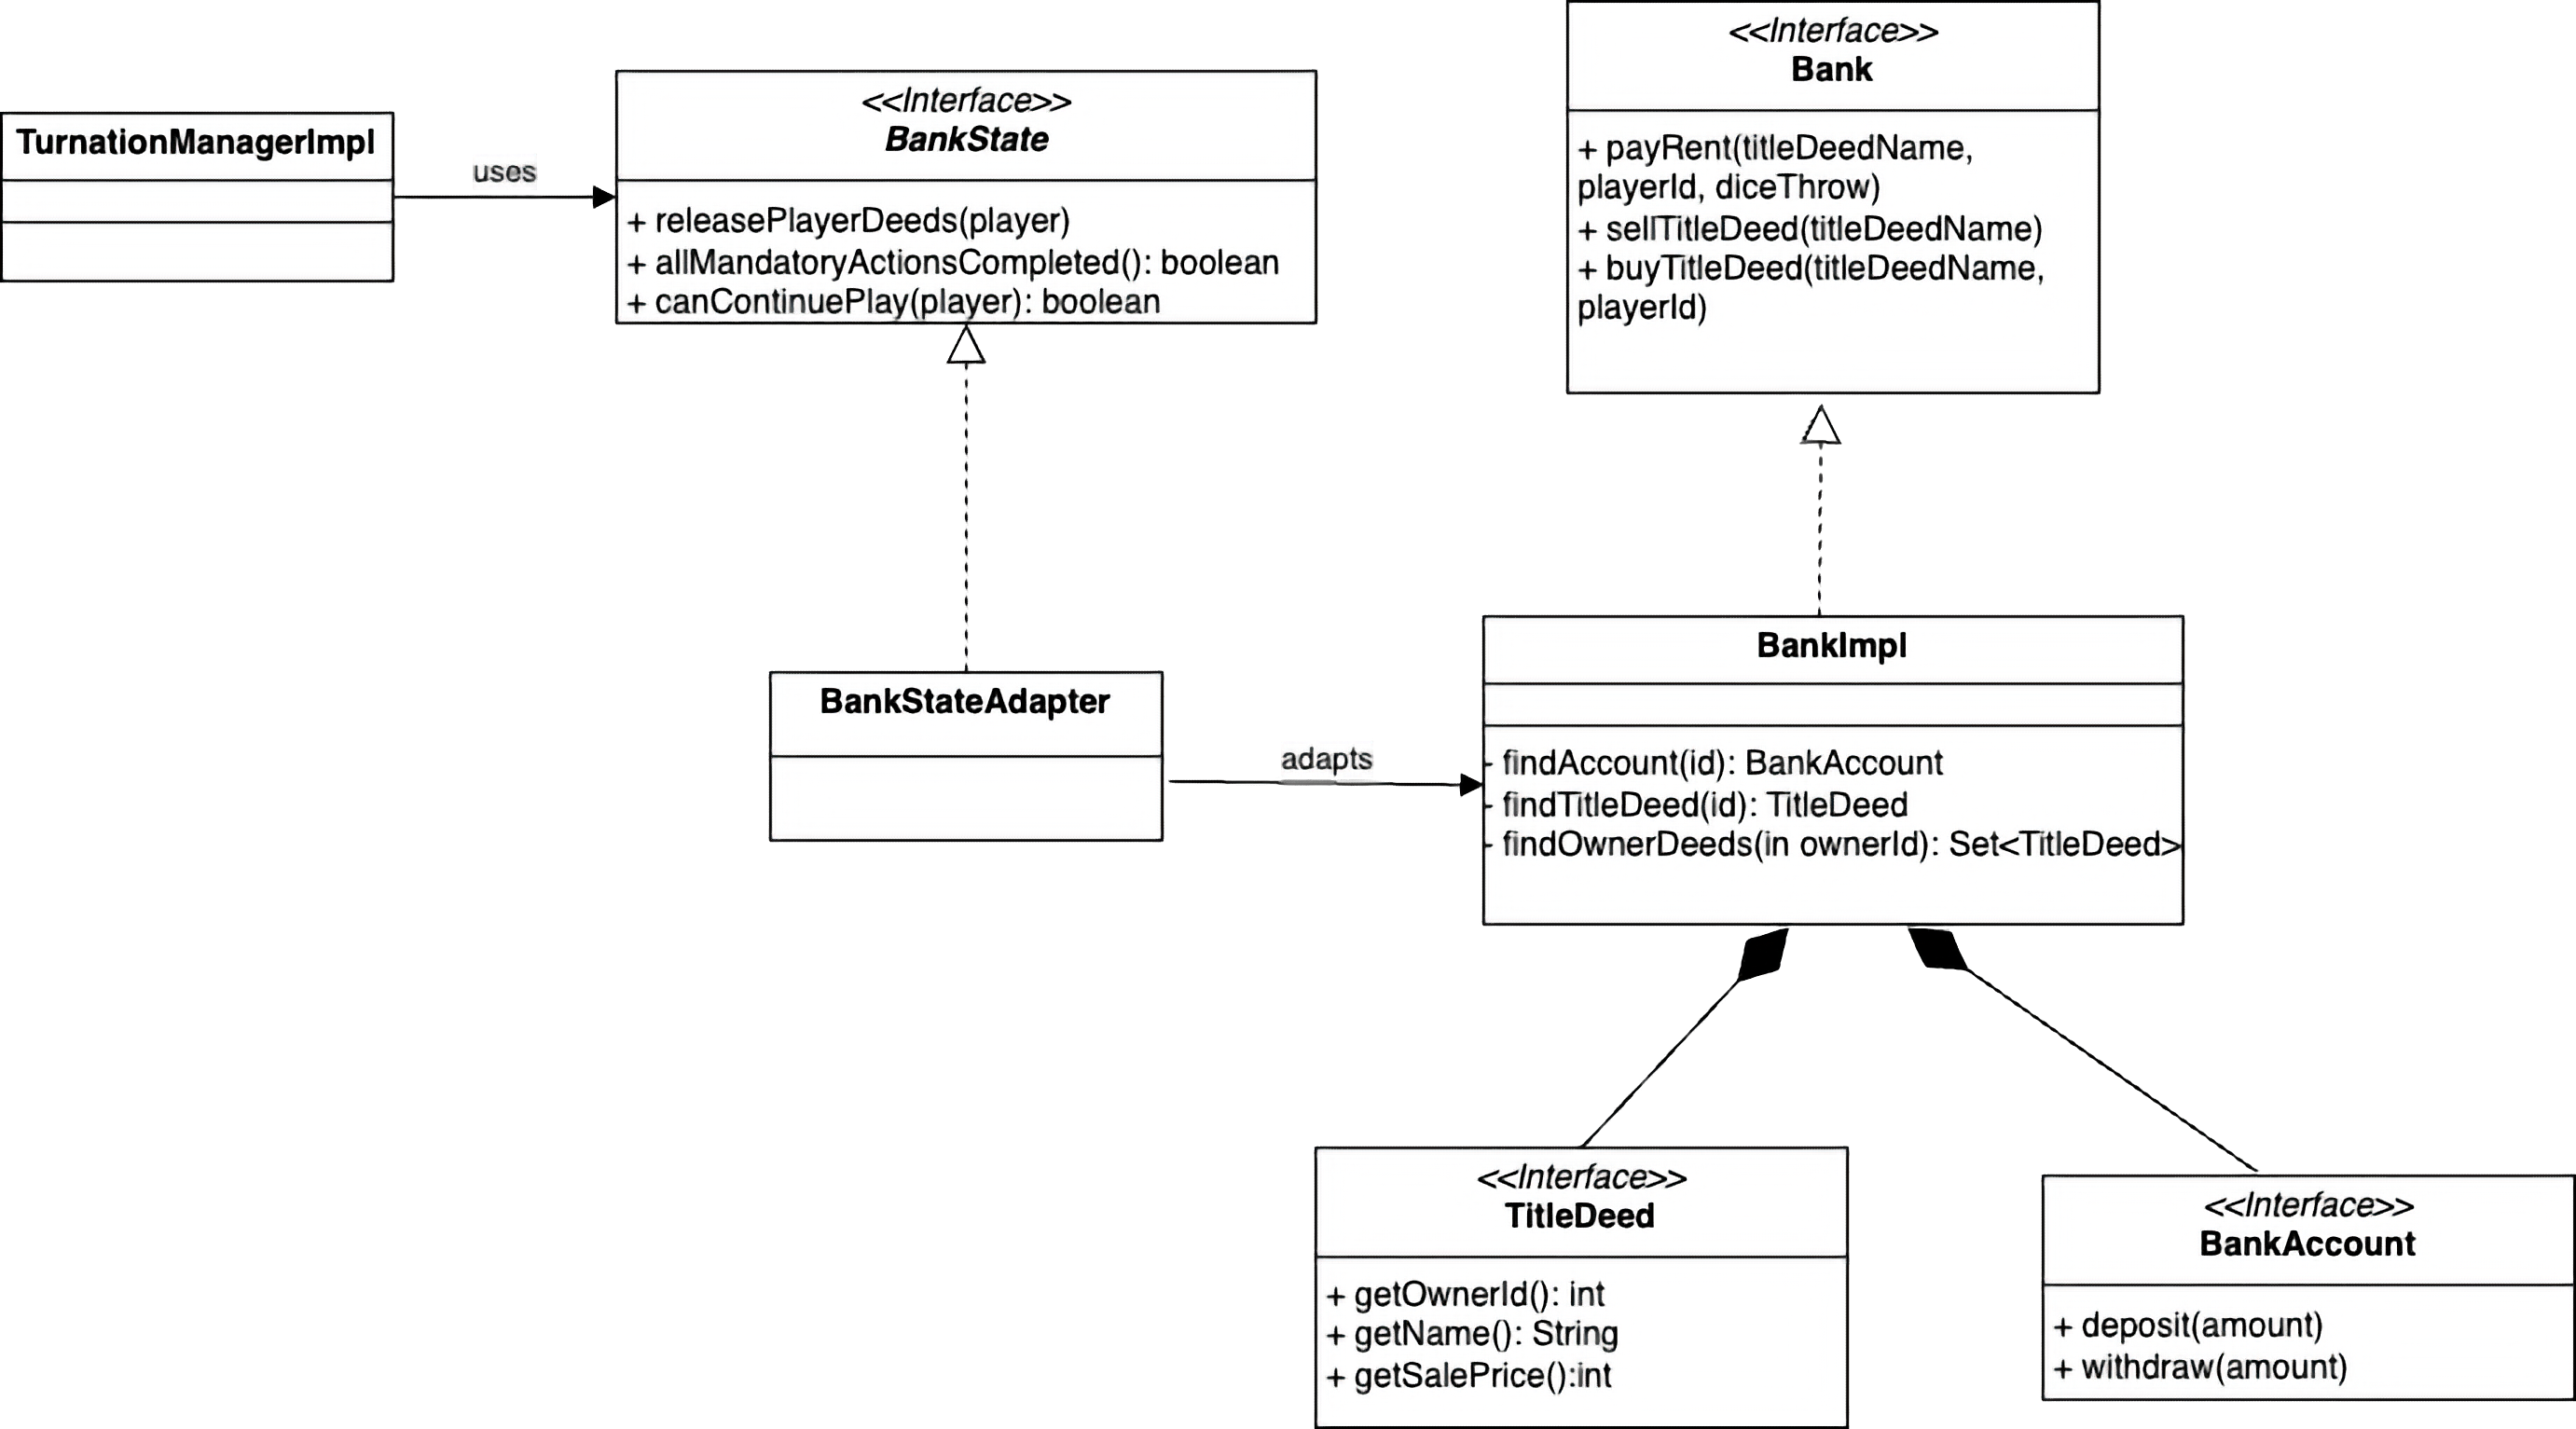 TurnationManagerImpl
uses
<<Interface>>
BankState
+ releasePlayerDeeds(player)
+ allMandatoryActionsCompleted(): boolean
+ canContinuePlay(player): boolean
<<Interface>>
Bank
+ payRent(titleDeedName,
playerId, diceThrow)
+ sellTitleDeed(titleDeedName)
+ buyTitleDeed(titleDeedName,
playerId)
BankStateAdapter
adapts
BankImpl
- findAccount(id): BankAccount
- findTitleDeed(id): TitleDeed
- findOwnerDeeds(in ownerId): Set<TitleDeed>
<<Interface>>
TitleDeed
+ getOwnerId(): int
+ getName(): String
+ getSalePrice():int
<<Interface>>
BankAccount
+ deposit(amount)
+ withdraw(amount)